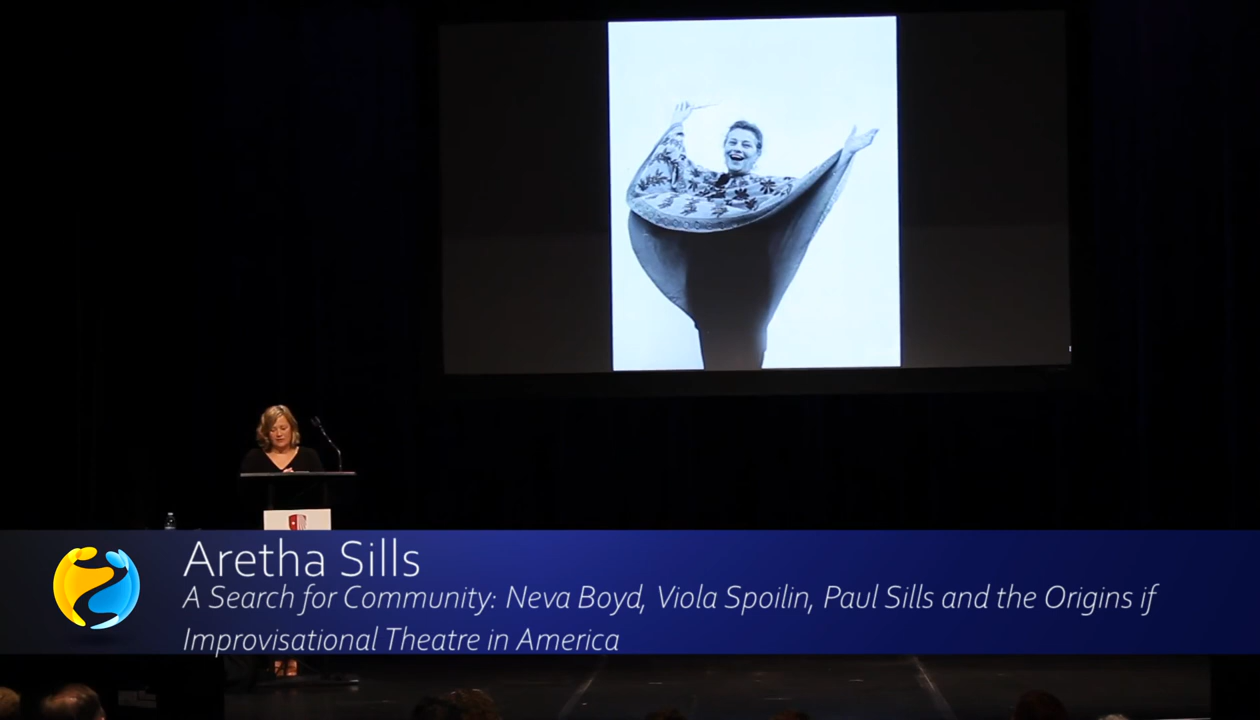 Aretha Sills
A Search for Community: Neva Boyd, Viola Spoilin, Paul Sills and the Origins if
Improvisational Theatre in America